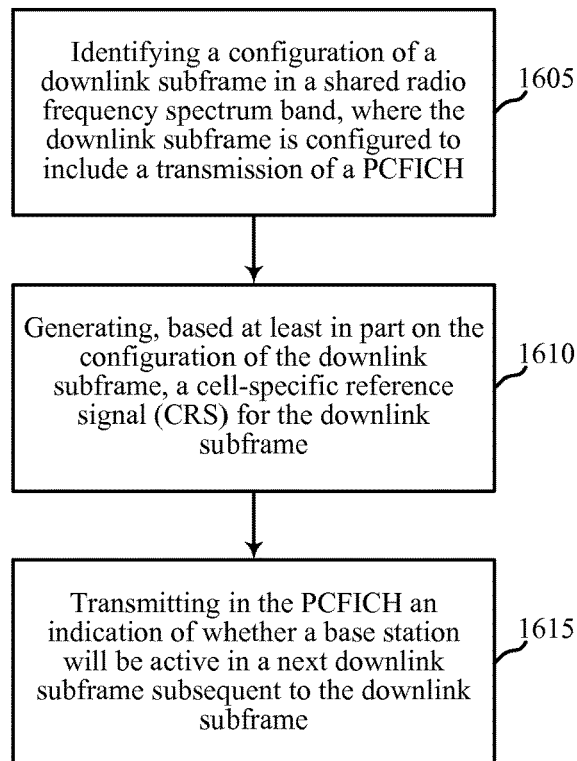 Identifying a configuration of a
downlink subframe in a shared radio
frequency spectrum band, where the
downlink subframe is configured to
include a transmission of a PCFICH
1605
Generating, based at least in part on the
configuration of the downlink
subframe, a cell-specific reference
signal (CRS) for the downlink
subframe
1610
Transmitting in the PCFICH an
indication of whether a base station
will be active in a next downlink
subframe subsequent to the downlink
subframe
1615